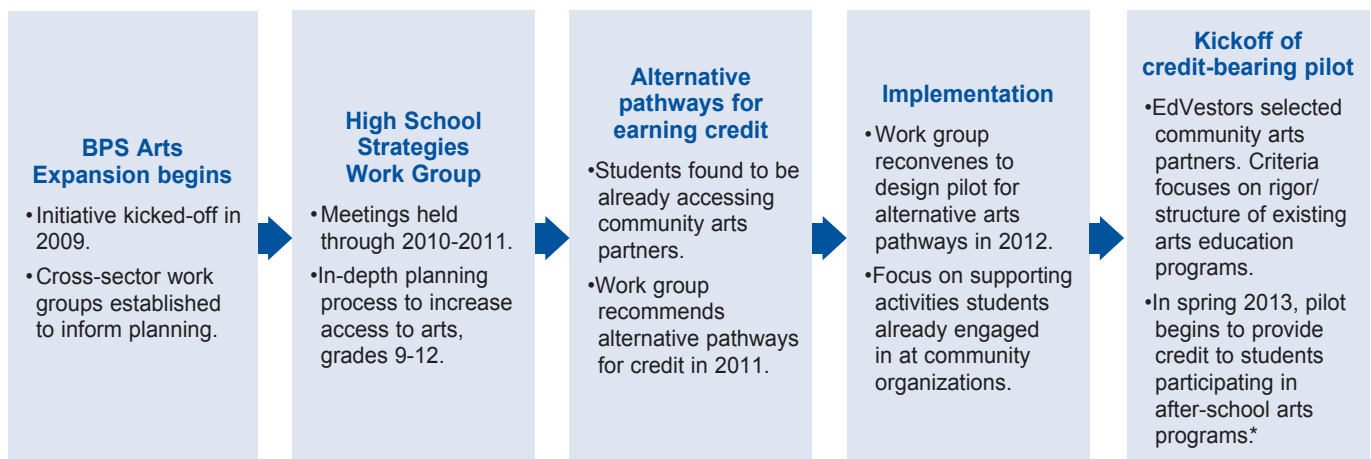 BPS Arts
Expansion begins
•Initiative kicked-off in
2009.
•Cross-sector work
groups established
to inform planning.
High School
Strategies
Work Group
•Meetings held
through 2010-2011.
•In-depth planning
process to increase
access to arts,
grades 9-12.
Alternative
pathways for
earning credit
•Students found to be
already accessing
community arts
partners.
•Work group
recommends
alternative pathways
for credit in 2011.
Implementation
•Work group
reconvenes to
design pilot for
alternative arts
pathways in 2012.
•Focus on supporting
activities students
already engaged
in at community
organizations.
Kickoff of
credit-bearing pilot
•EdVestors selected
community arts
partners. Criteria
focuses on rigor/
structure of existing
arts education
programs.
•In spring 2013, pilot
begins to provide
credit to students
participating in
after-school arts
programs.*